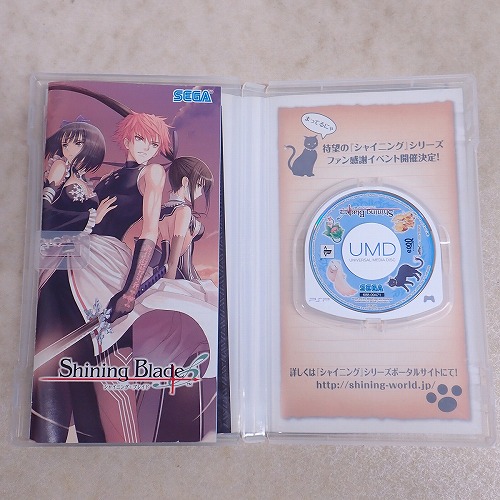 SEGA
Shining Blade
シャイニング・ブレイド
まってるにゃ
待望の『シャイニング』シリーズ
ファン感謝イベント開催決定!
Shining Blade
UMD
UNIVERSAL MEDIA DISC
SEGA
PSP
詳しくは『シャイニング』シリーズポータルサイトにて!
http://shining-world.jp/